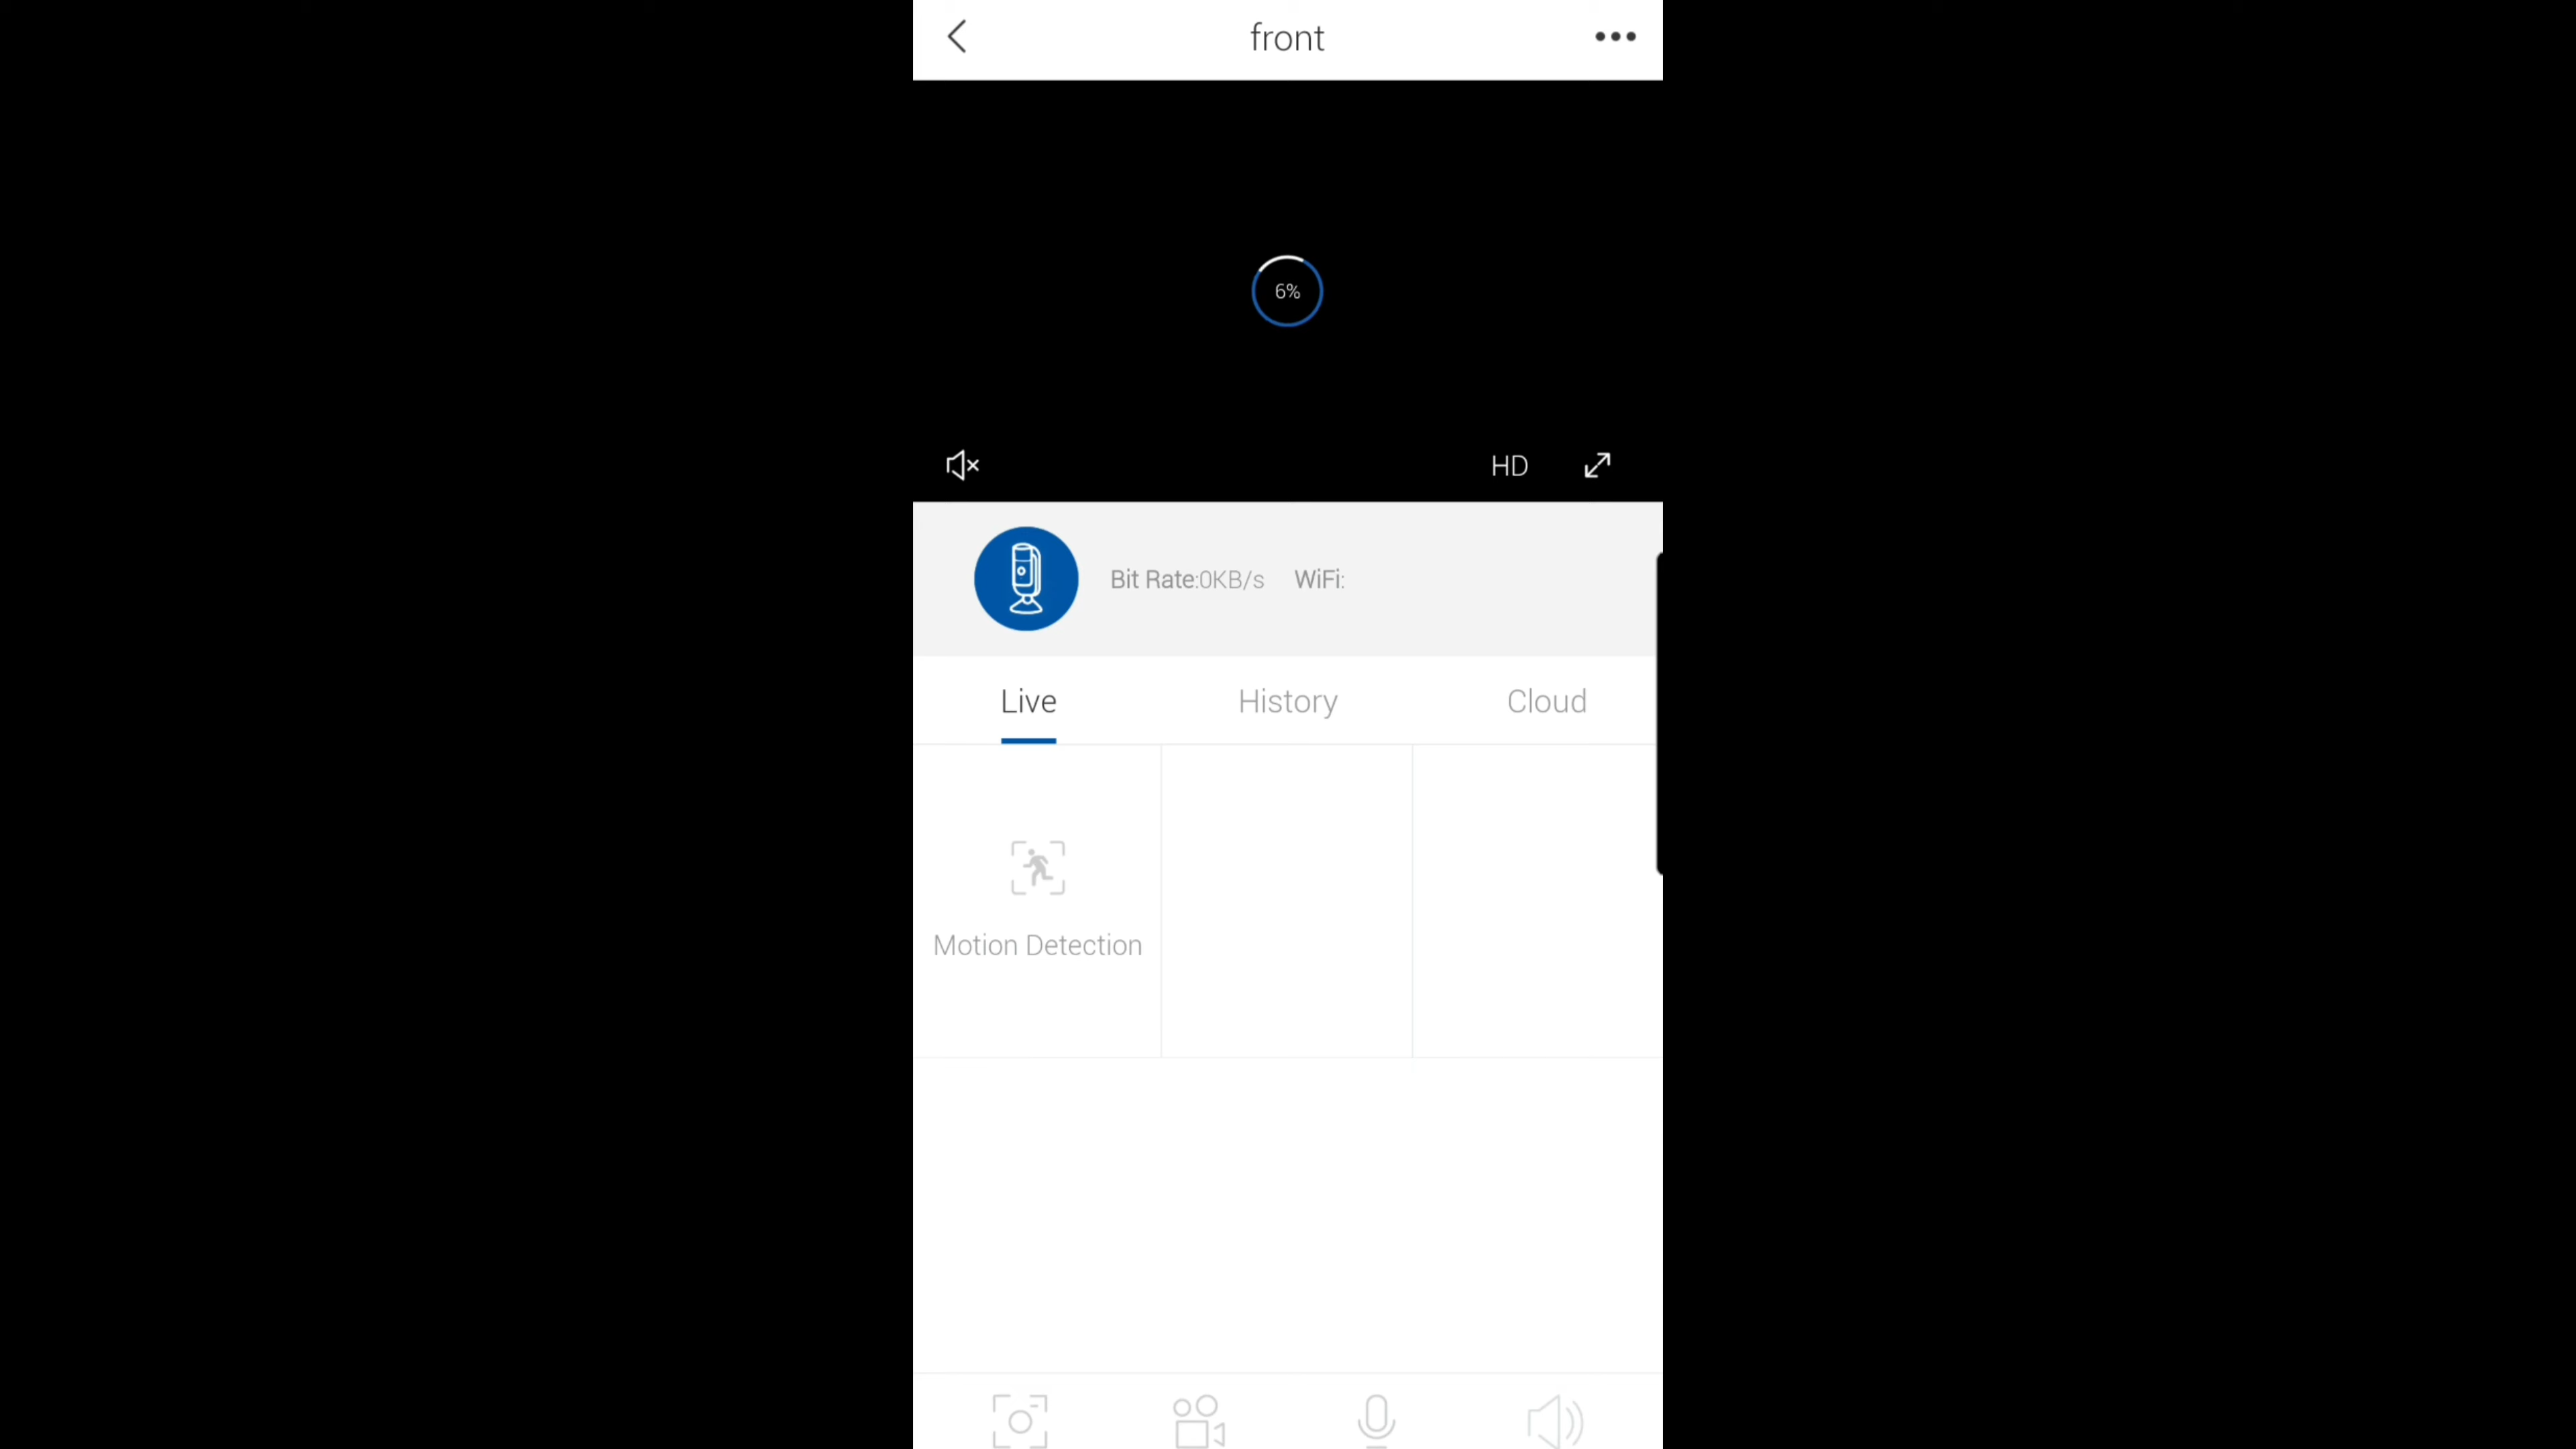 front
6%
HD
Bit Rate:0KB/s WiFi:
Live History Cloud
Motion Detection